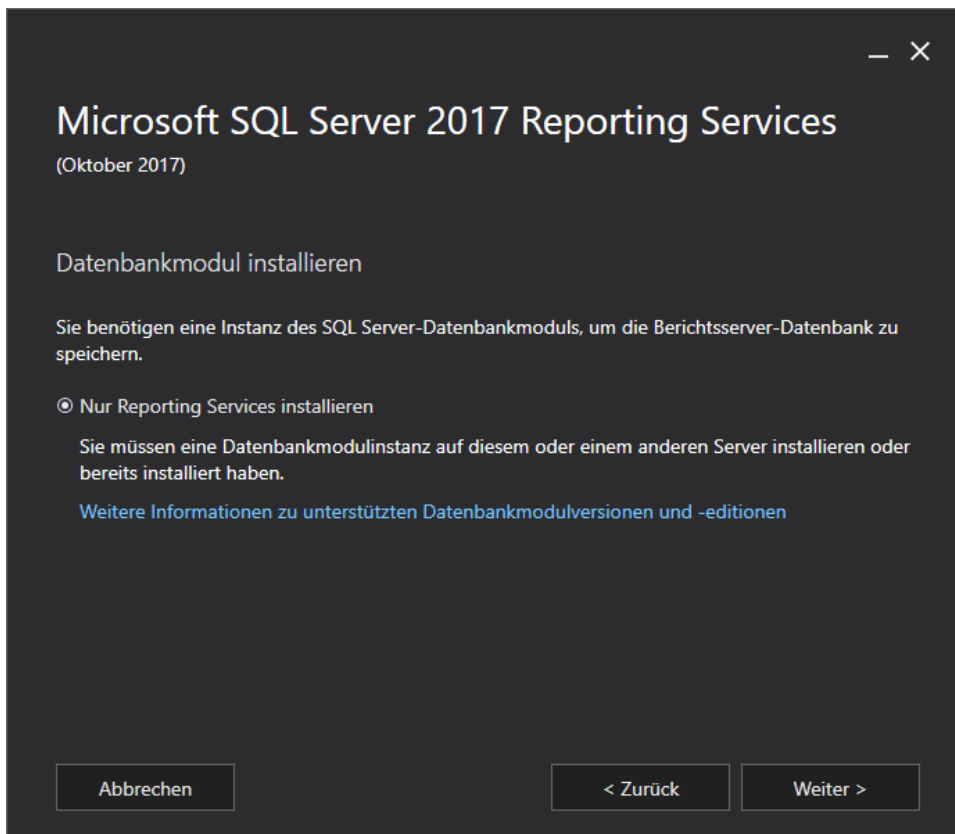 Microsoft SQL Server 2017 Reporting Services
(Oktober 2017)
Datenbankmodul installieren
Sie benötigen eine Instanz des SQL Server-Datenbankmoduls, um die Berichtsserver-Datenbank zu
speichern.
Nur Reporting Services installieren
Sie müssen eine Datenbankmodulinstanz auf diesem oder einem anderen Server installieren oder
bereits installiert haben.
Weitere Informationen zu unterstützten Datenbankmodulversionen und -editionen
Abbrechen
< Zurück
Weiter >